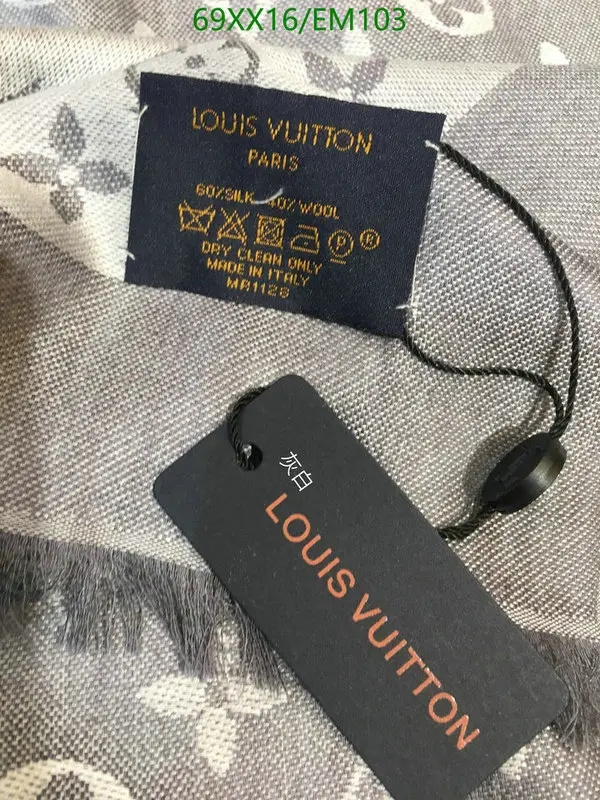 69XX16/EM103
LOUIS VUITTON
PARIS
60%SILK 40%WOOL
DRY CLEAN ONLY
MADE IN ITALY
MR1128
灰白
LOUIS VUITTON